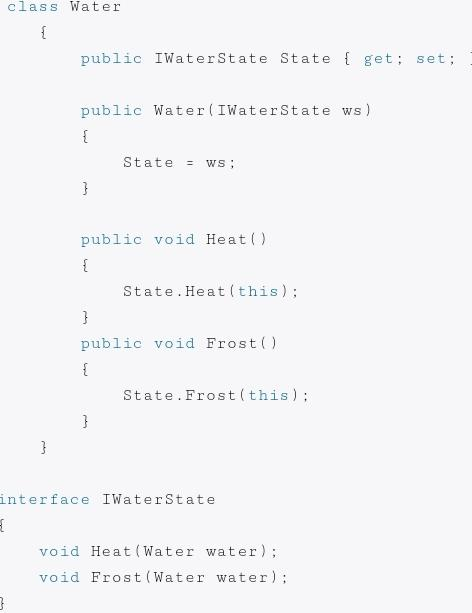 class Water
{
public IWaterState State { get; set; }
public Water(IWaterState ws)
{
State = ws;
}
public void Heat()
{
State.Heat(this);
}
public void Frost()
{
State.Frost(this);
}
}
interface IWaterState
{
void Heat(Water water);
void Frost(Water water);
}